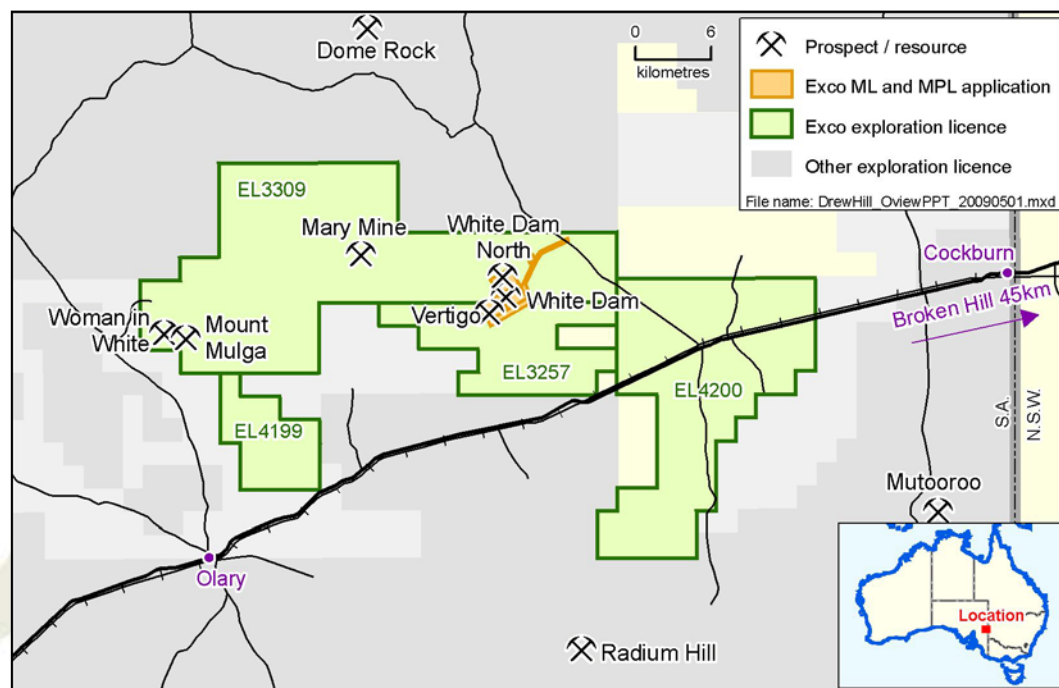 Dome Rock
0 6
kilometres
Prospect / resource
Exco ML and MPL application
Exco exploration licence
Other exploration licence
File name: DrewHill_OviewPPT_20090501.mxd
EL3309
Mary Mine
White Dam
North
White Dam
Vertigo
Cockburn
Broken Hill 45km
Woman in
White
Mount
Mulga
EL3257
EL4200
EL4199
S.A.
N.S.W.
Mutooroo
Olary
Radium Hill
Location